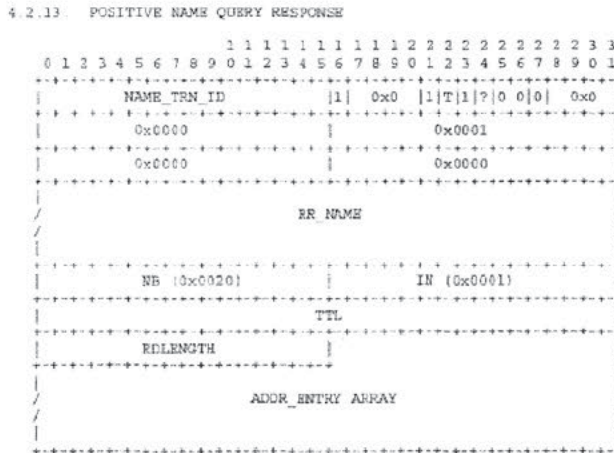 4.2.13. POSITIVE NAME QUERY RESPONSE
1 1 1 1 1 1 1 1 1 1 2 2 2 2 2 2 2 2 2 2 3 3
0 1 2 3 4 5 6 7 8 9 0 1 2 3 4 5 6 7 8 9 0 1 2 3 4 5 6 7 8 9 0 1
+-+-+-+-+-+-+-+-+-+-+-+-+-+-+-+-+-+-+-+-+-+-+-+-+-+-+-+-+-+-+-+-+
| NAME_TRN_ID |1| 0x0 |1|T|1|?|0 0|0| 0x0
+-+-+-+-+-+-+-+-+-+-+-+-+-+-+-+-+-+-+-+-+-+-+-+-+-+-+-+-+-+-+-+-+
| 0x0000 | 0x0001
+-+-+-+-+-+-+-+-+-+-+-+-+-+-+-+-+-+-+-+-+-+-+-+-+-+-+-+-+-+-+-+-+
| 0x0000 | 0x0000
+-+-+-+-+-+-+-+-+-+-+-+-+-+-+-+-+-+-+-+-+-+-+-+-+-+-+-+-+-+-+-+-+
|
/ RR_NAME
/
|
+-+-+-+-+-+-+-+-+-+-+-+-+-+-+-+-+-+-+-+-+-+-+-+-+-+-+-+-+-+-+-+-+
| NB (0x0020) | IN (0x0001)
+-+-+-+-+-+-+-+-+-+-+-+-+-+-+-+-+-+-+-+-+-+-+-+-+-+-+-+-+-+-+-+-+
| TTL
+-+-+-+-+-+-+-+-+-+-+-+-+-+-+-+-+-+-+-+-+-+-+-+-+-+-+-+-+-+-+-+-+
| RDLENGTH |
+-+-+-+-+-+-+-+-+-+-+-+-+-+-+-+-+
|
/ ADDR_ENTRY ARRAY
/
|
+-+-+-+-+-+-+-+-+-+-+-+-+-+-+-+-+-+-+-+-+-+-+-+-+-+-+-+-+-+-+-+-+